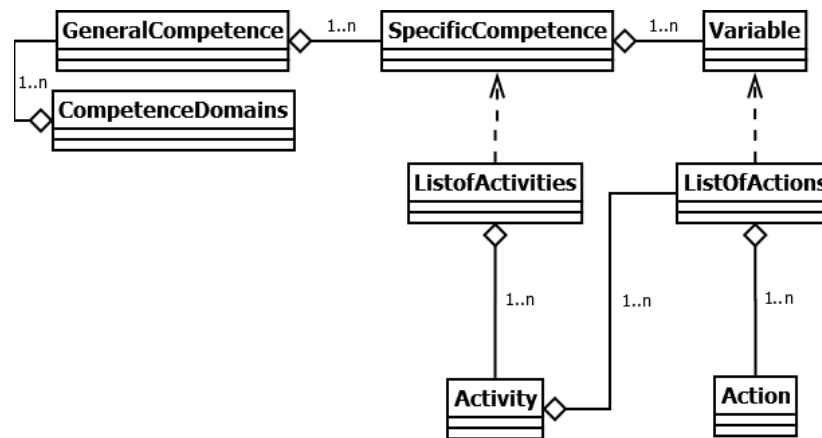 GeneralCompetence
1..n
SpecificCompetence
1..n
Variable
1..n
CompetenceDomains
ListofActivities
ListOfActions
1..n
1..n
1..n
Activity
Action